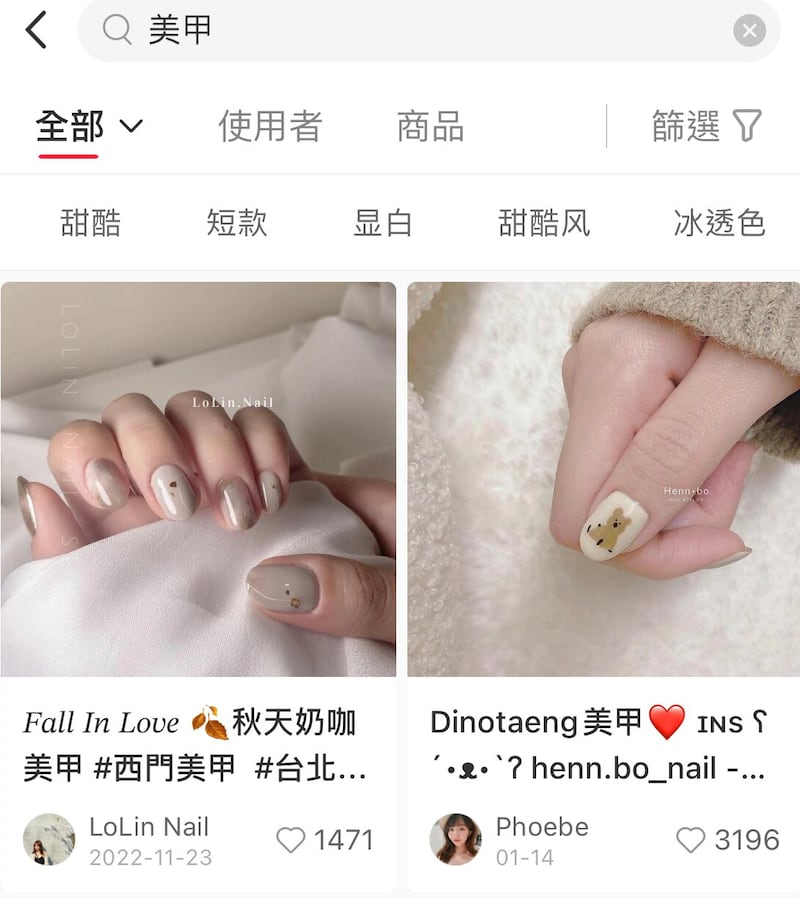 美甲
全部 使用者 商品 篩選
甜酷 短款 显白 甜酷风 冰透色
LOLIN NAILS
LoLin.Nail
Henn.bo
Fall In Love 🍂秋天奶咖
美甲 #西門美甲 #台北...
LoLin Nail
2022-11-23
1471
Dinotaeng美甲❤️ ɪɴs ʕ
´•ᴥ•`ʔ henn.bo_nail -...
Phoebe
01-14
3196